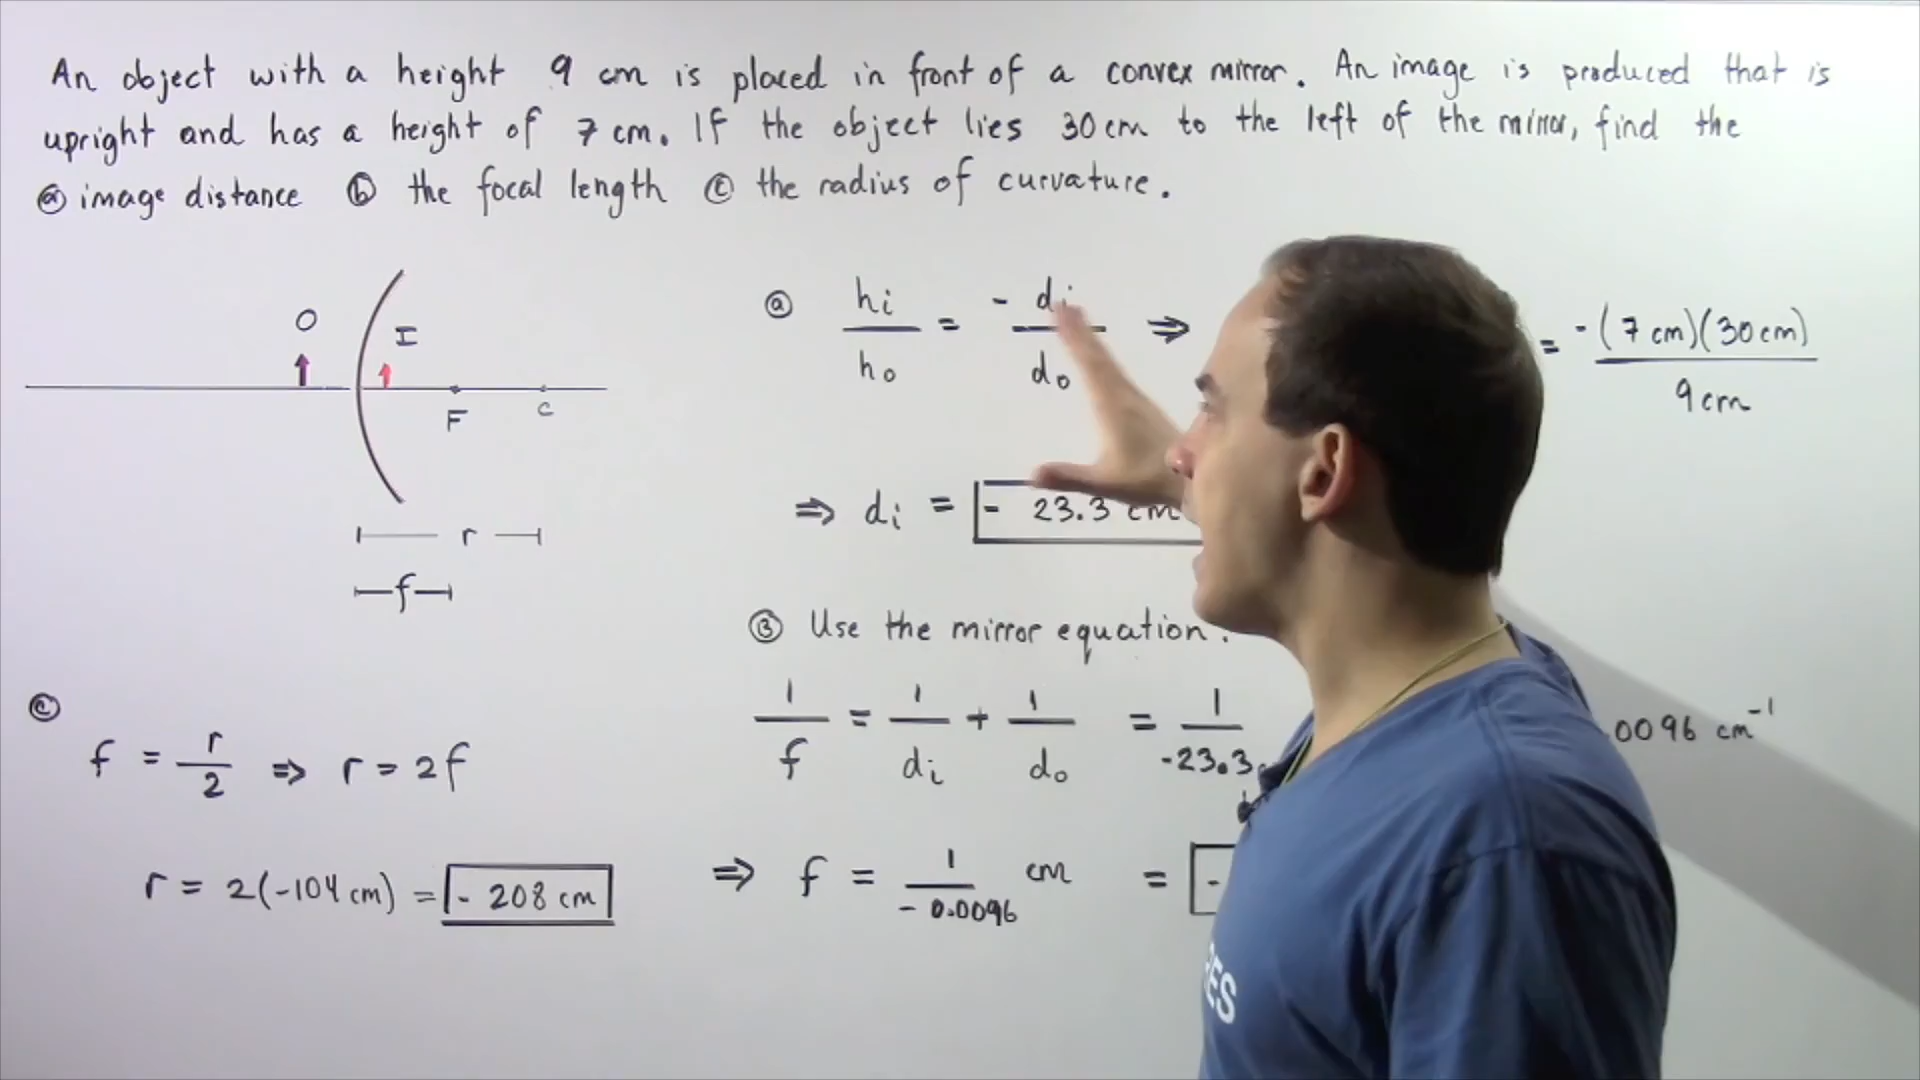 An object with a height 9 cm is placed in front of a convex mirror. An image is produced that is
upright and has a height of 7 cm. If the object lies 30 cm to the left of the mirror, find the
ⓐ image distance ⓑ the focal length ⓒ the radius of curvature.
O
I
F
C
r
f
ⓐ hi/ho = - di/do ⇒
= -(7 cm)(30 cm)/9 cm
⇒ di = - 23.3 cm
Ⓑ Use the mirror equation.
1/f = 1/di + 1/do = 1/-23.3
.0096 cm⁻¹
⇒ f = 1/-0.0096 cm = -
ⓒ
f = r/2 ⇒ r = 2f
r = 2(-104 cm) = - 208 cm